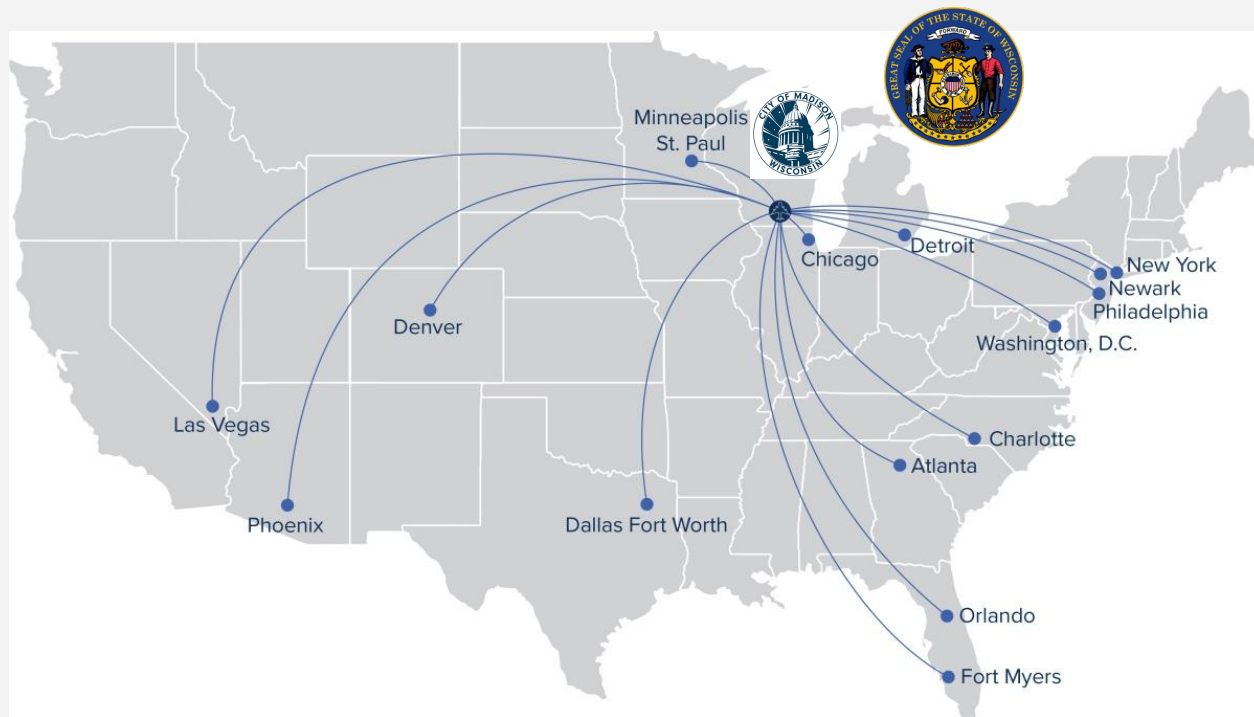 GREAT SEAL OF THE STATE OF WISCONSIN
FORWARD
CITY OF MADISON
WISCONSIN
Minneapolis
St. Paul
Chicago
Detroit
New York
Newark
Philadelphia
Washington, D.C.
Denver
Las Vegas
Phoenix
Dallas Fort Worth
Charlotte
Atlanta
Orlando
Fort Myers